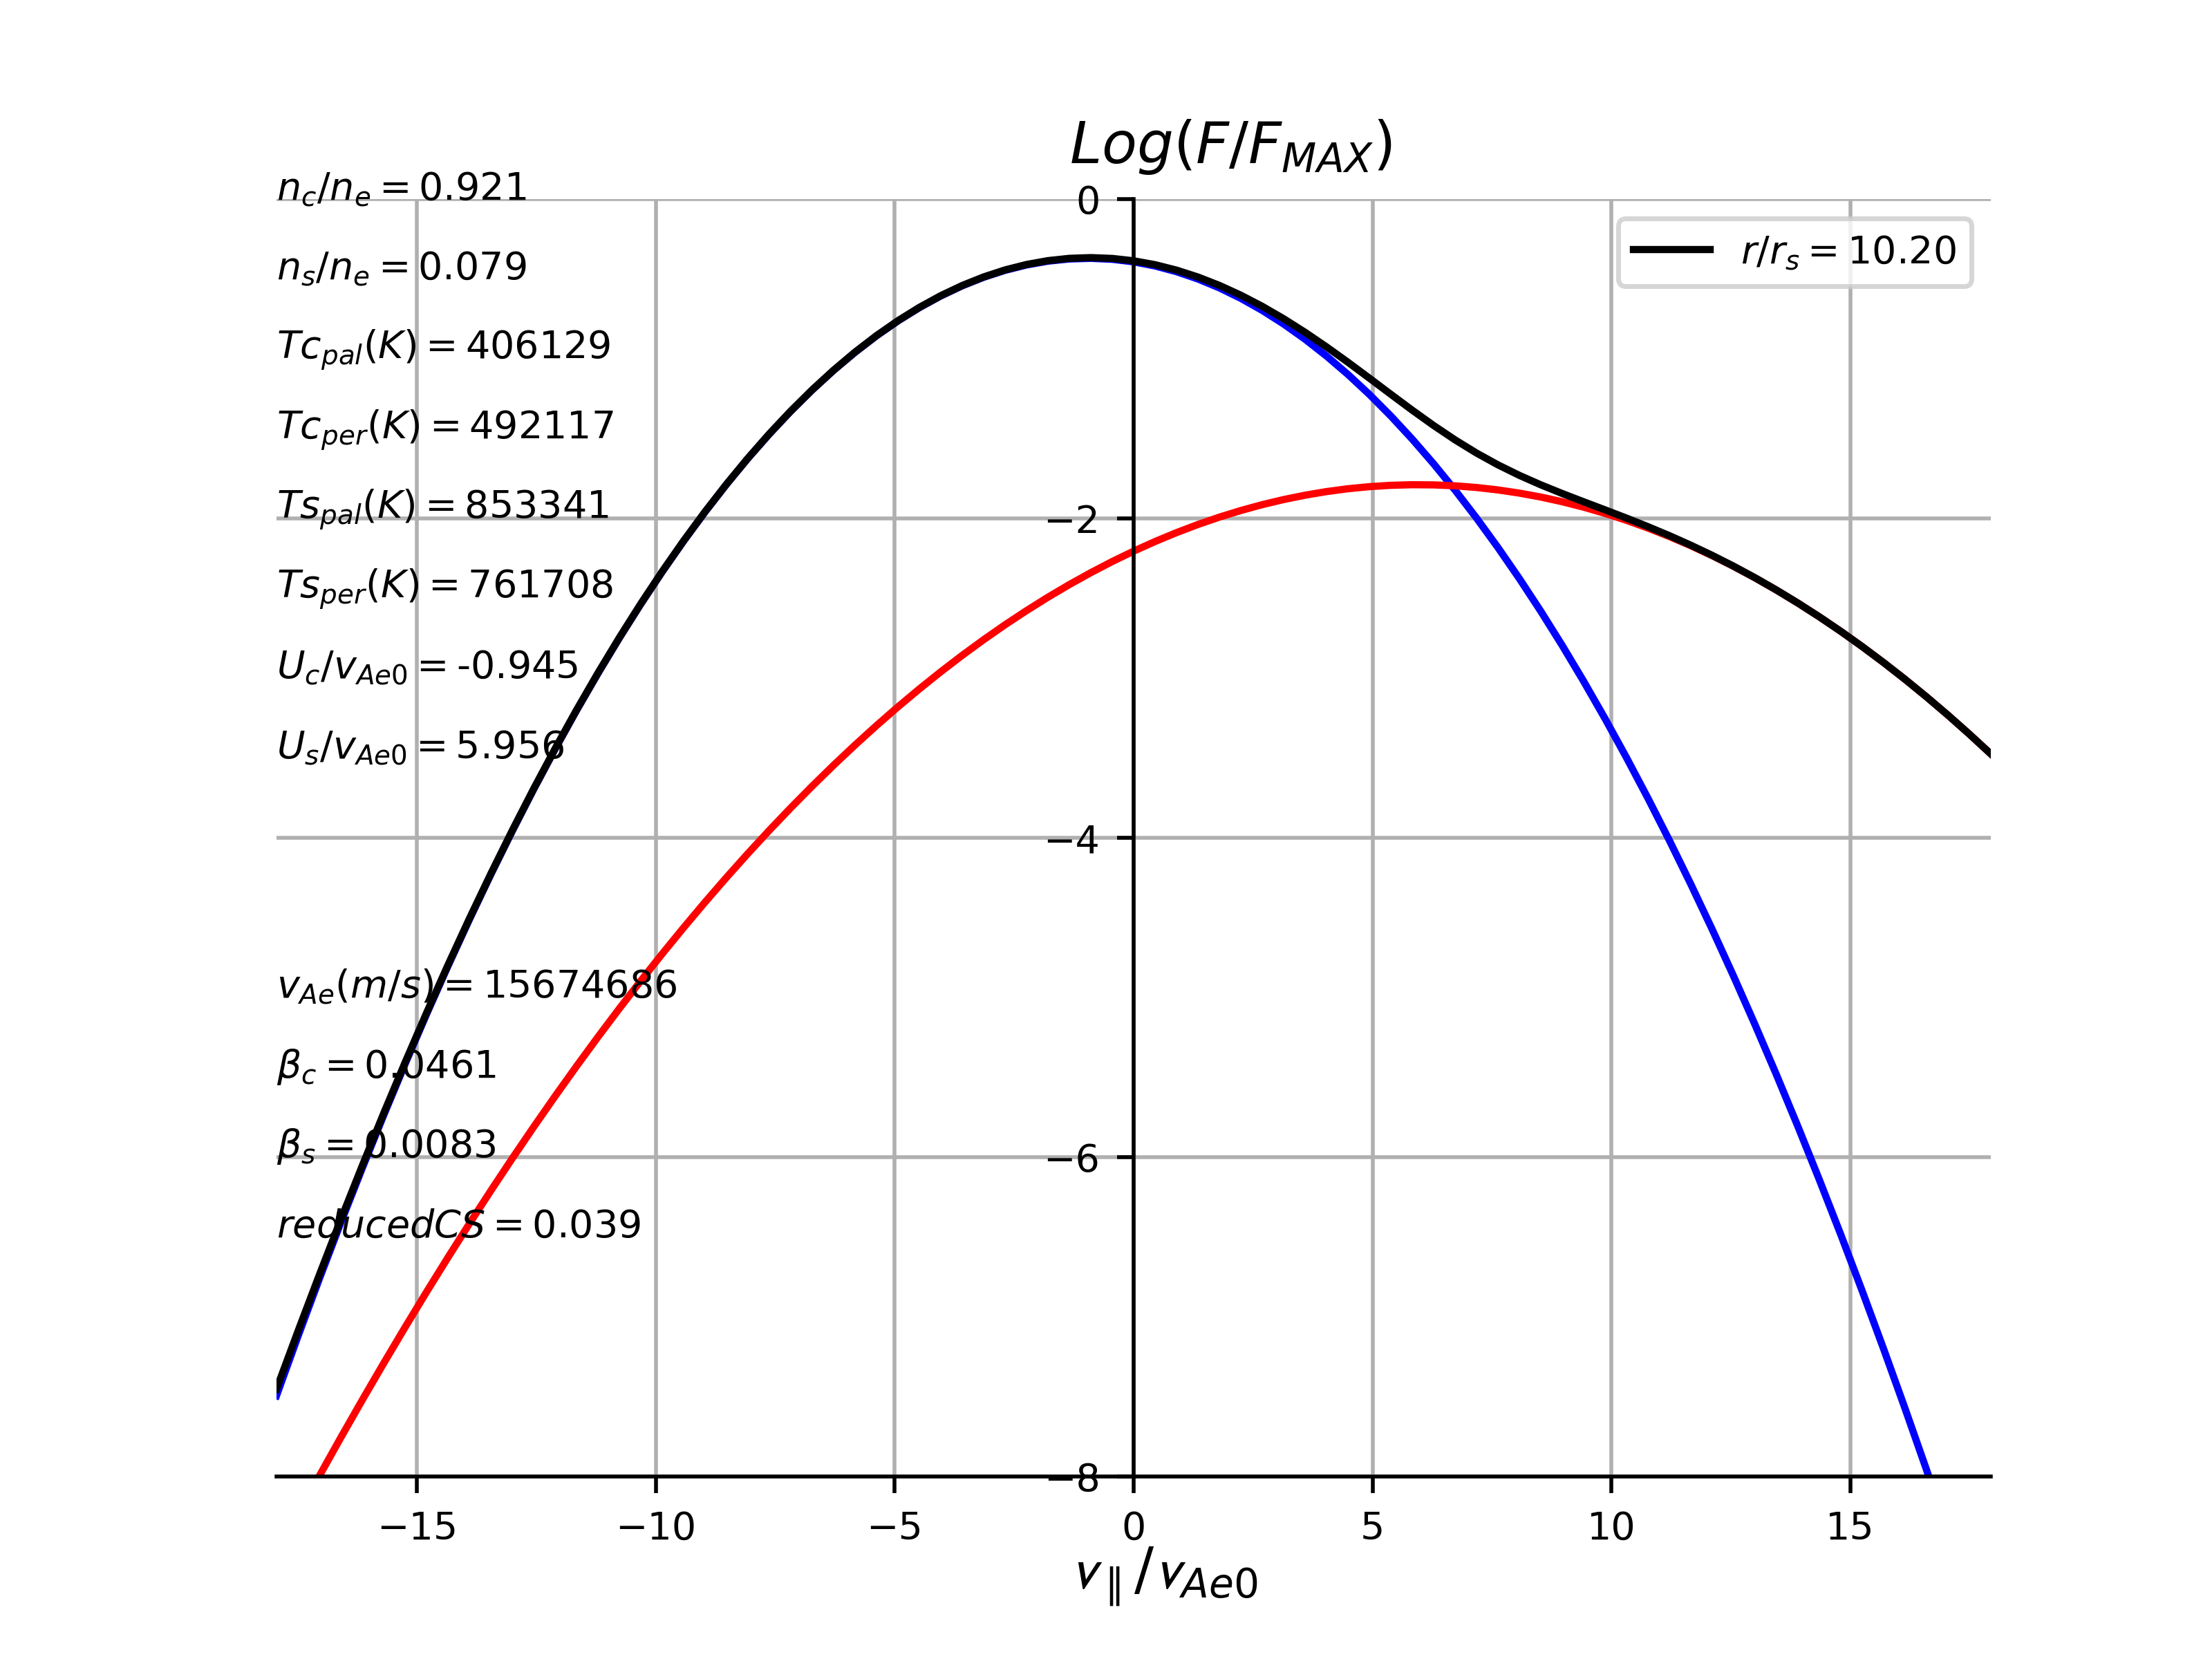 Log(F/F_MAX)
n_c/n_e = 0.921
n_s/n_e = 0.079
Tc_pal(K) = 406129
Tc_per(K) = 492117
Ts_pal(K) = 853341
Ts_per(K) = 761708
U_c/v_Ae0 = -0.945
U_s/v_Ae0 = 5.956
v_Ae(m/s) = 15674686
β_c = 0.0461
β_s = 0.0083
reducedCS = 0.039
r/r_s = 10.20
0
−2
−4
−6
−8
−15 −10 −5 0 5 10 15
v_∥/v_Ae0